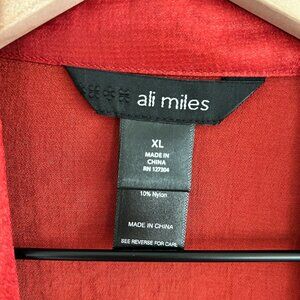 ali miles
XL
MADE IN
CHINA
RN 127304
10% Nylon
MADE IN CHINA
SEE REVERSE FOR CARE